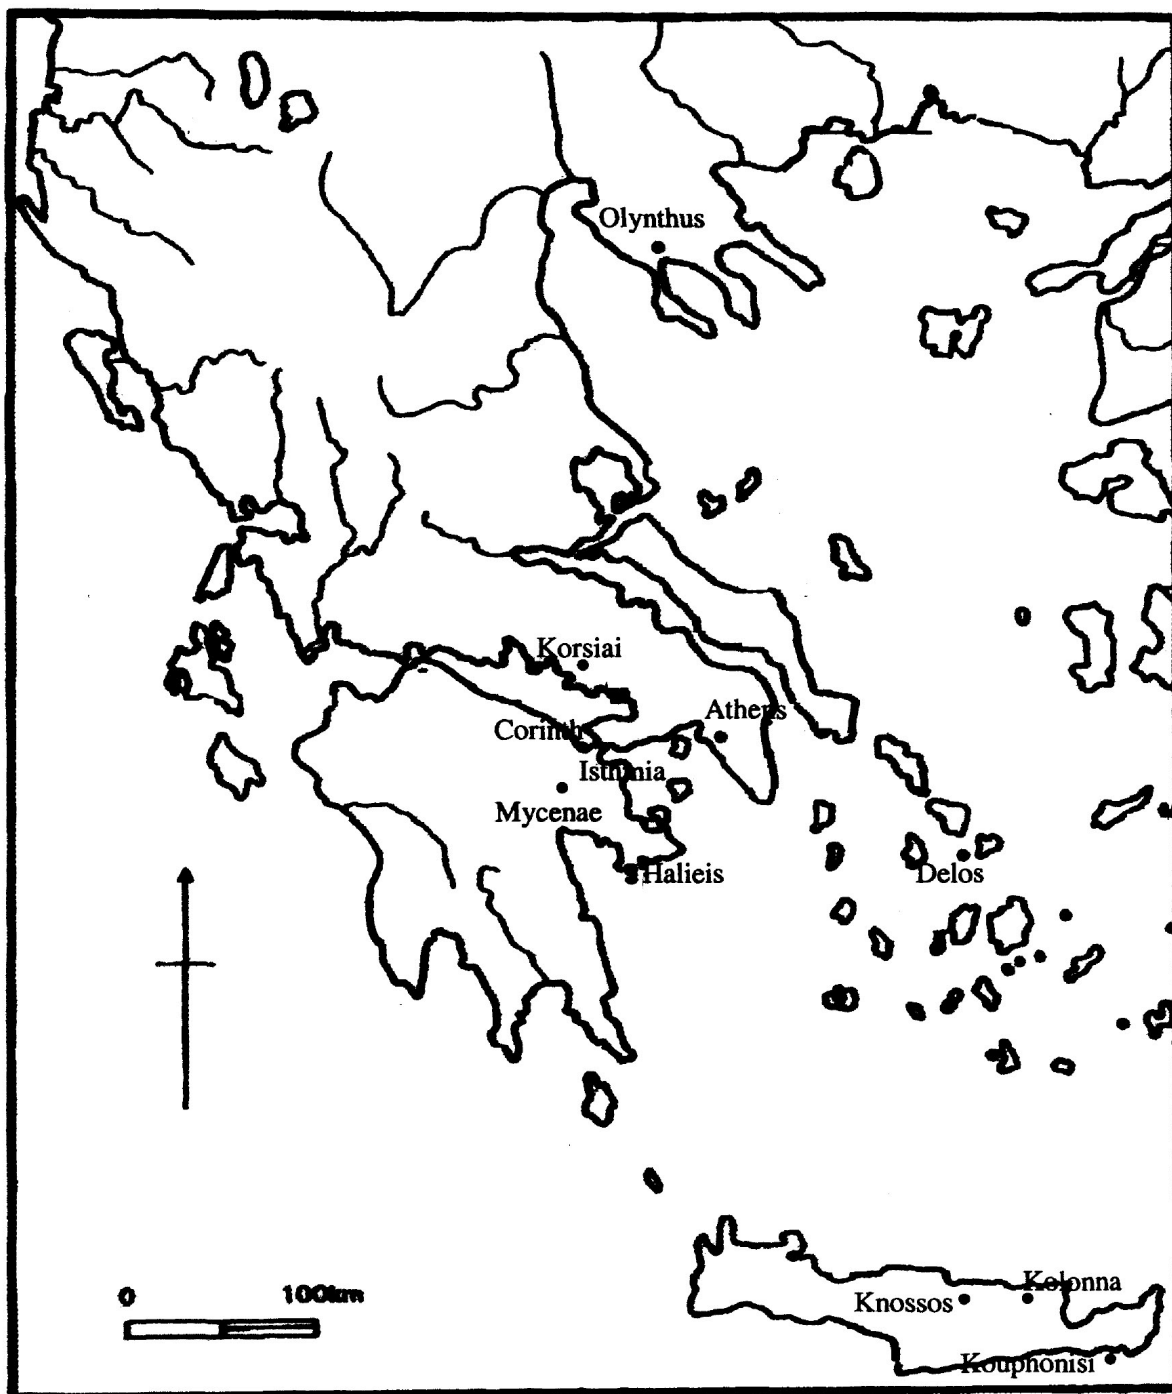 Olynthus
Korsiai
Athens
Corinth
Isthmia
Mycenae
Halieis
Delos
0 100km
Kolonna
Knossos
Kouphonisi